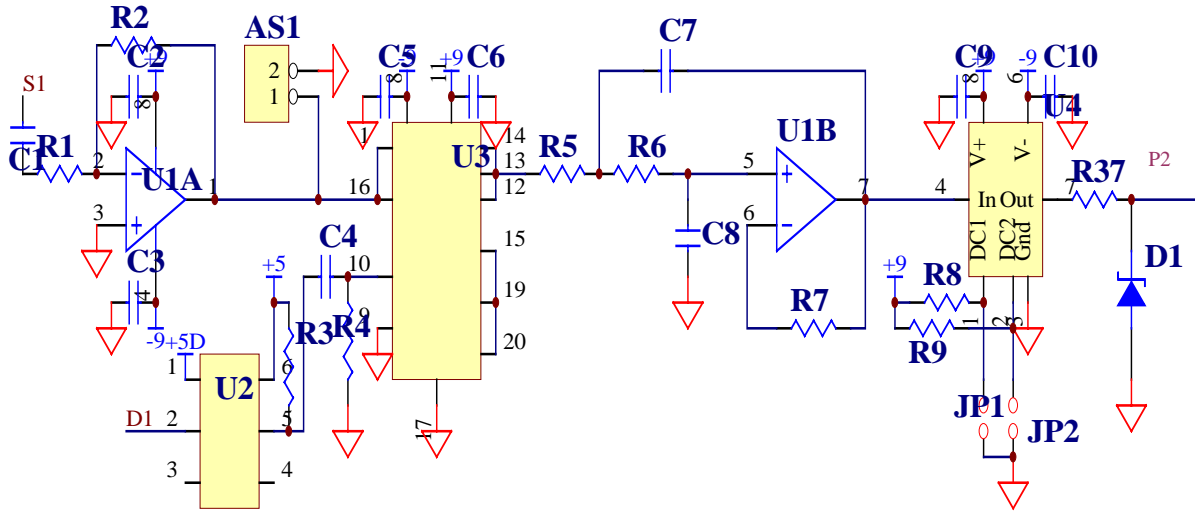 R2
AS1
C2
+9
2
1
S1
8
C1
R1
2
U1A
1
3
C3
4
-9
+5D
1
6
U2
D1
2
5
3
4
+5
R3
C4
R4
C5
-9
8
+9
11
C6
1
U3
14
13
12
16
10
9
15
19
20
17
R5
R6
C7
C8
5
U1B
6
7
R7
C9
+9
8
-9
6
C10
U4
V+
V-
4
In
Out
7
DC1
DC2
Gnd
R37
P2
D1
+9
R8
R9
1
2
JP1
JP2